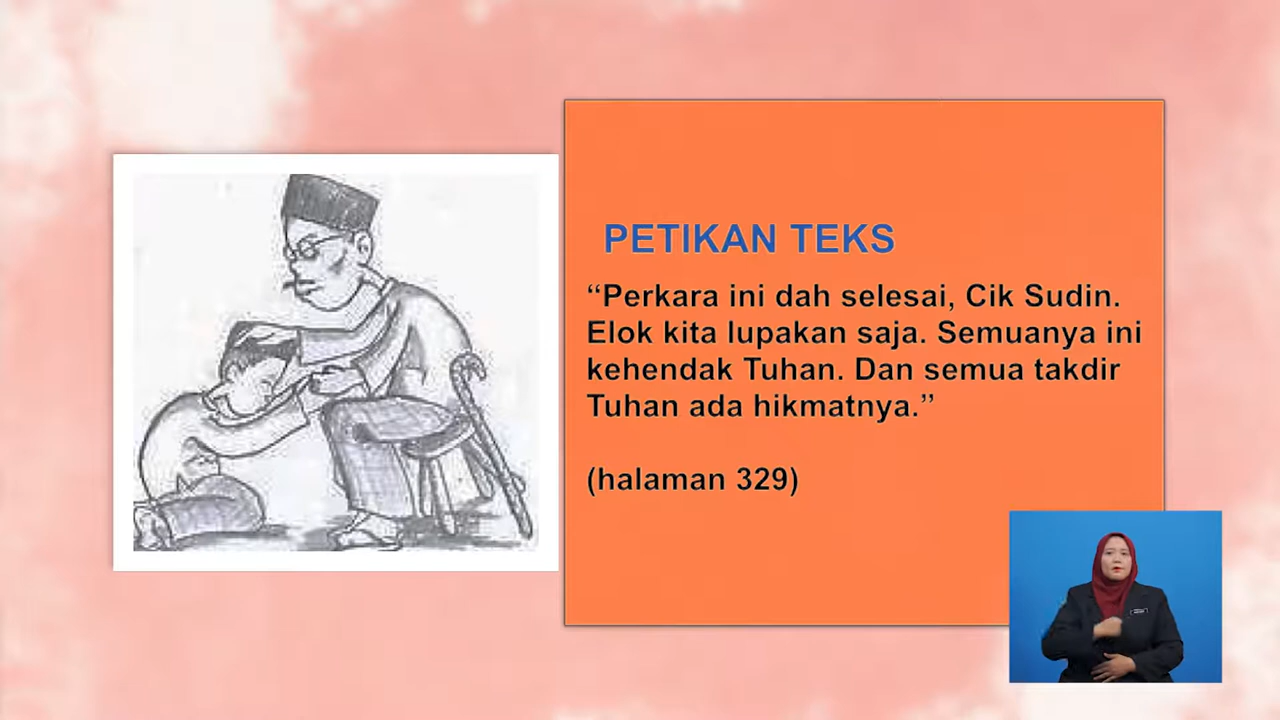 PETIKAN TEKS
“Perkara ini dah selesai, Cik Sudin.
Elok kita lupakan saja. Semuanya ini
kehendak Tuhan. Dan semua takdir
Tuhan ada hikmatnya.”
(halaman 329)